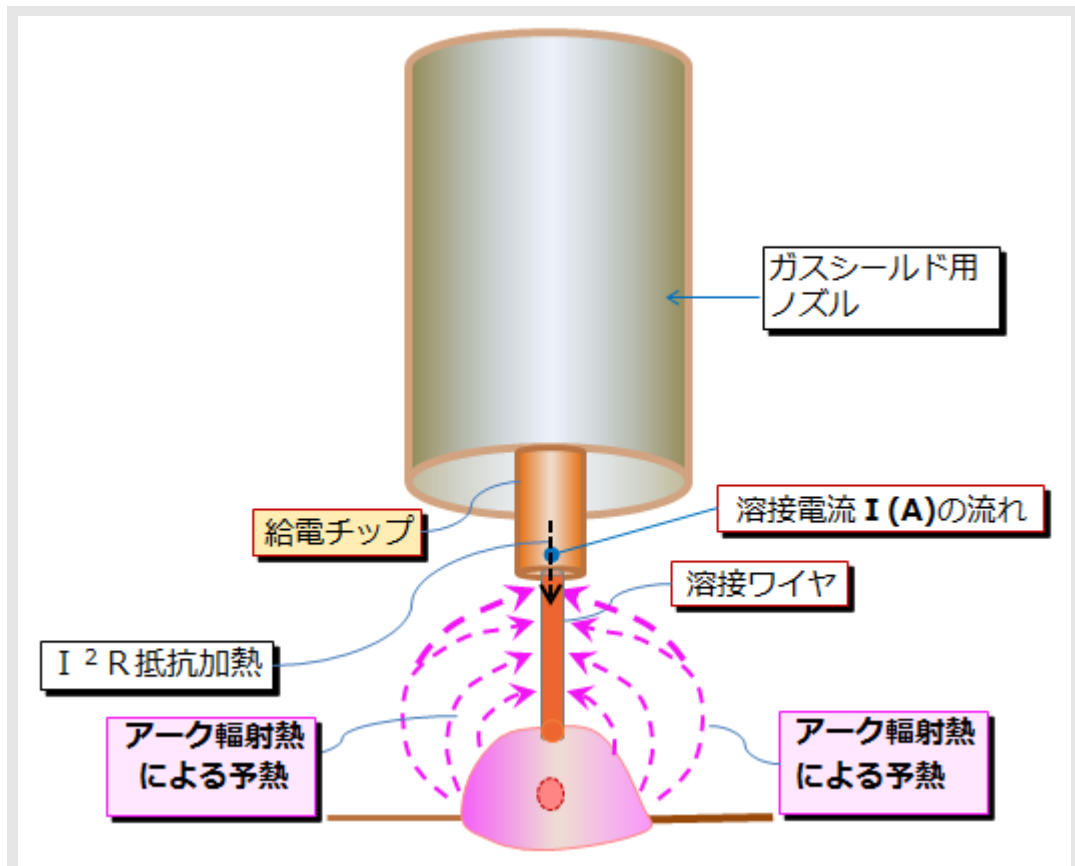 ガスシールド用
ノズル
溶接電流 I (A)の流れ
給電チップ
溶接ワイヤ
I ² R抵抗加熱
アーク輻射熱
による予熱
アーク輻射熱
による予熱